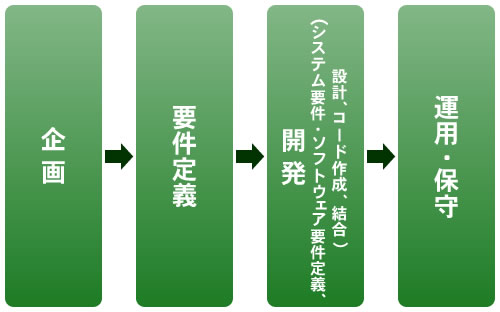 企画
要件定義
開発
（システム要件・ソフトウェア要件定義、
設計、コード作成、結合）
運用・保守